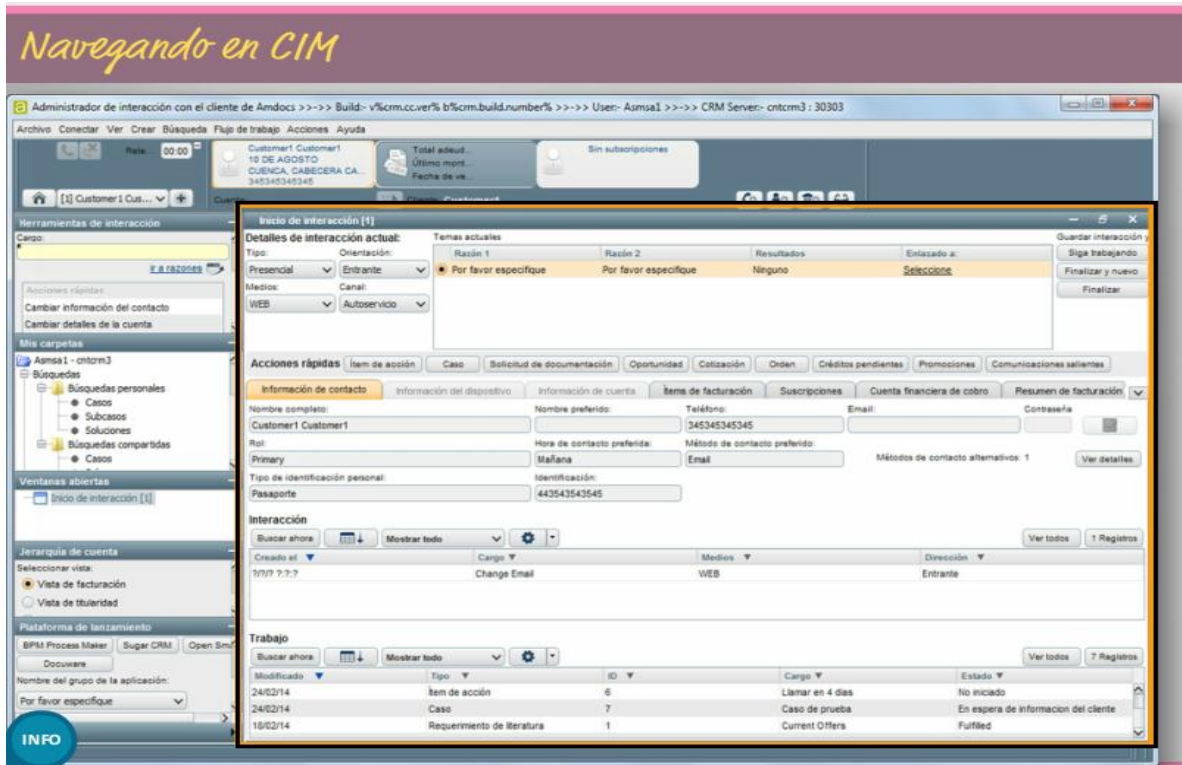 Navegando en CIM
Administrador de interacción con el cliente de Amdocs >>->> Build:- v%crm.cc.ver% b%crm.build.number% >>->> User:- Asmsa1 >>->> CRM Server:- cntcrm3 : 30303
Archivo Conectar Ver Crear Búsqueda Flujo de trabajo Acciones Ayuda
Rete... 00:00
Customer1 Customer1
10 DE AGOSTO
CUENCA, CABECERA CA...
345345345345
Total adeud...
Último mont...
Fecha de ve...
Sin subscripciones
[1] Customer1 Cus...
Herramientas de interacción
Cargo:
ir a razones
Acciones rápidas
Cambiar información del contacto
Cambiar detalles de la cuenta
Mis carpetas
Asmsa1 - cntcrm3
Búsquedas
Búsquedas personales
Casos
Subcasos
Soluciones
Búsquedas compartidas
Casos
Ventanas abiertas
Inicio de interacción [1]
Jerarquía de cuenta
Seleccionar vista:
Vista de facturación
Vista de titularidad
Plataforma de lanzamiento
BPM Process Maker Sugar CRM Open Smi
Docuware
Nombre del grupo de la aplicación:
Por favor especifique
INFO
Inicio de interacción [1]
Detalles de interacción actual: Temas actuales Guardar interacción y
Tipo: Orientación: Razón 1 Razón 2 Resultados Enlazado a: Siga trabajando
Presencial Entrante Por favor especifique Por favor especifique Ninguno Seleccione Finalizar y nuevo
Medios: Canal: Finalizar
WEB Autoservicio
Acciones rápidas Ítem de acción Caso Solicitud de documentación Oportunidad Cotización Orden Créditos pendientes Promociones Comunicaciones salientes
Información de contacto Información del dispositivo Información de cuenta Ítems de facturación Suscripciones Cuenta financiera de cobro Resumen de facturación
Nombre completo: Nombre preferido: Teléfono: Email: Contraseña
Customer1 Customer1 345345345345
Rol: Hora de contacto preferida: Método de contacto preferido:
Primary Mañana Email Métodos de contacto alternativos: 1 Ver detalles
Tipo de identificación personal: Identificación:
Pasaporte 443543543545
Interacción
Buscar ahora Mostrar todo Ver todos 1 Registros
Creado el Cargo Medios Dirección
?/?/? ?:?:? Change Email WEB Entrante
Trabajo
Buscar ahora Mostrar todo Ver todos 7 Registros
Modificado Tipo ID Cargo Estado
24/02/14 Ítem de acción 6 Llamar en 4 dias No iniciado
24/02/14 Caso 7 Caso de prueba En espera de informacion del cliente
18/02/14 Requerimiento de literatura 1 Current Offers Fulfilled